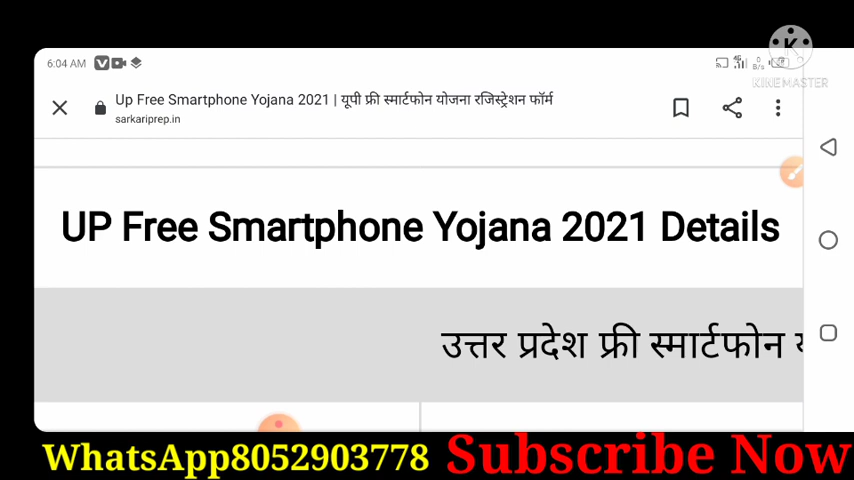 6:04 AM
K
KINEMASTER
Up Free Smartphone Yojana 2021 | यूपी फ्री स्मार्टफोन योजना रजिस्ट्रेशन फॉर्म
sarkariprep.in
UP Free Smartphone Yojana 2021 Details
उत्तर प्रदेश फ्री स्मार्टफोन
WhatsApp8052903778 Subscribe Now